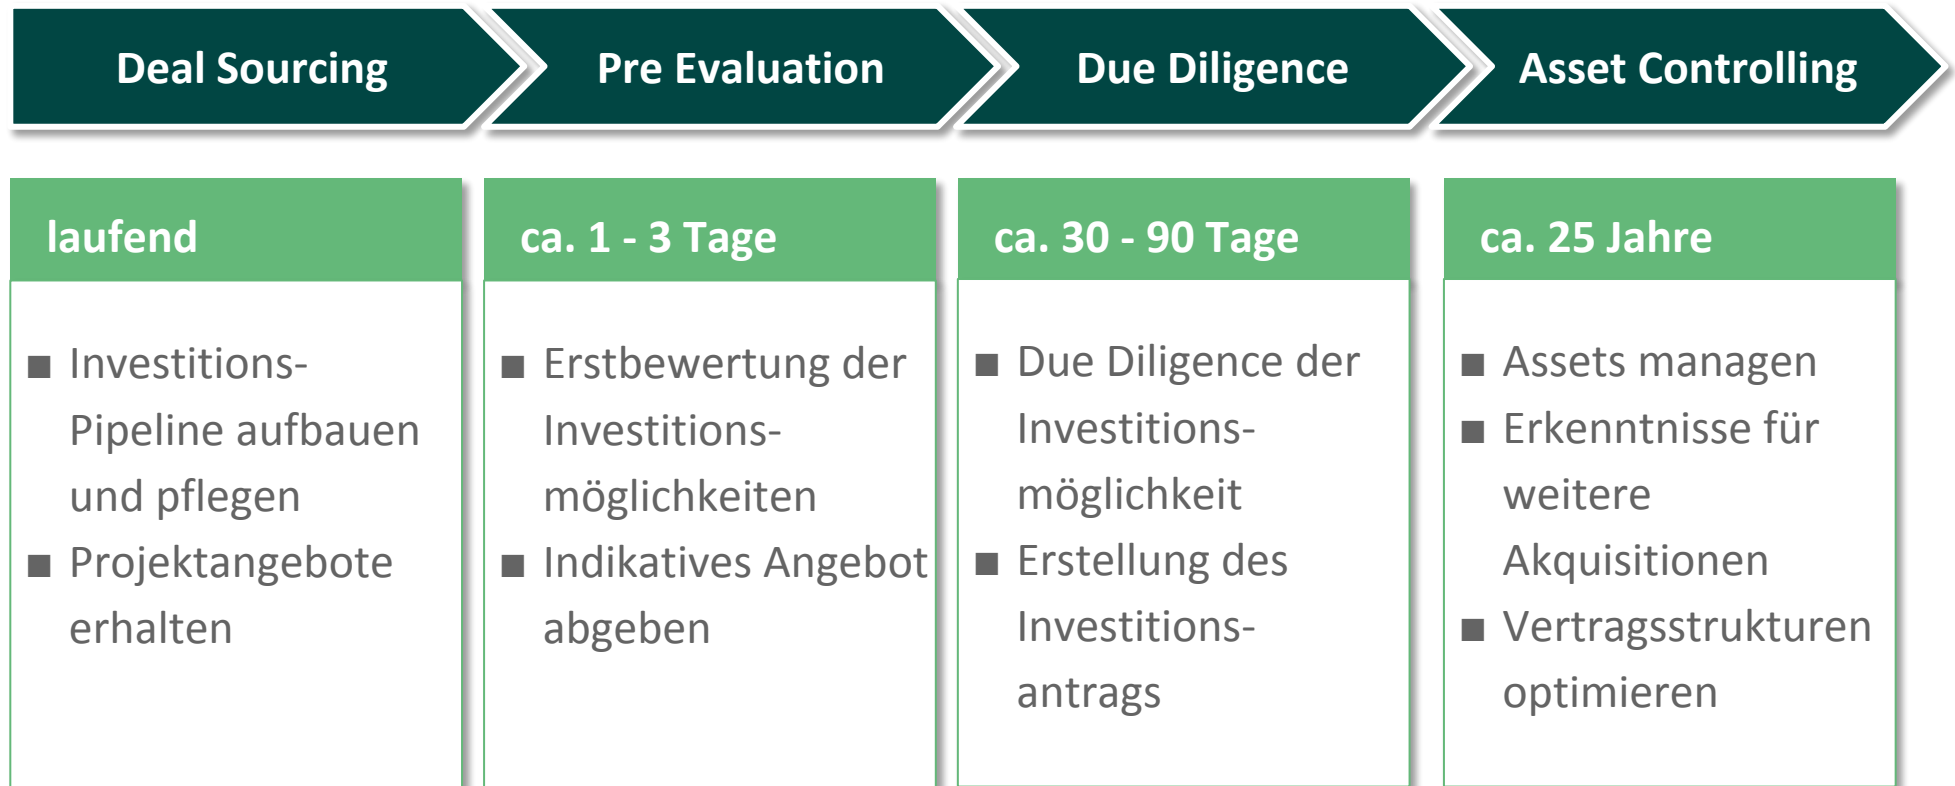 Deal Sourcing
Pre Evaluation
Due Diligence
Asset Controlling
laufend
■ Investitions-
Pipeline aufbauen
und pflegen
■ Projektangebote
erhalten
ca. 1 - 3 Tage
■ Erstbewertung der
Investitions-
möglichkeiten
■ Indikatives Angebot
abgeben
ca. 30 - 90 Tage
■ Due Diligence der
Investitions-
möglichkeit
■ Erstellung des
Investitions-
antrags
ca. 25 Jahre
■ Assets managen
■ Erkenntnisse für
weitere
Akquisitionen
■ Vertragsstrukturen
optimieren